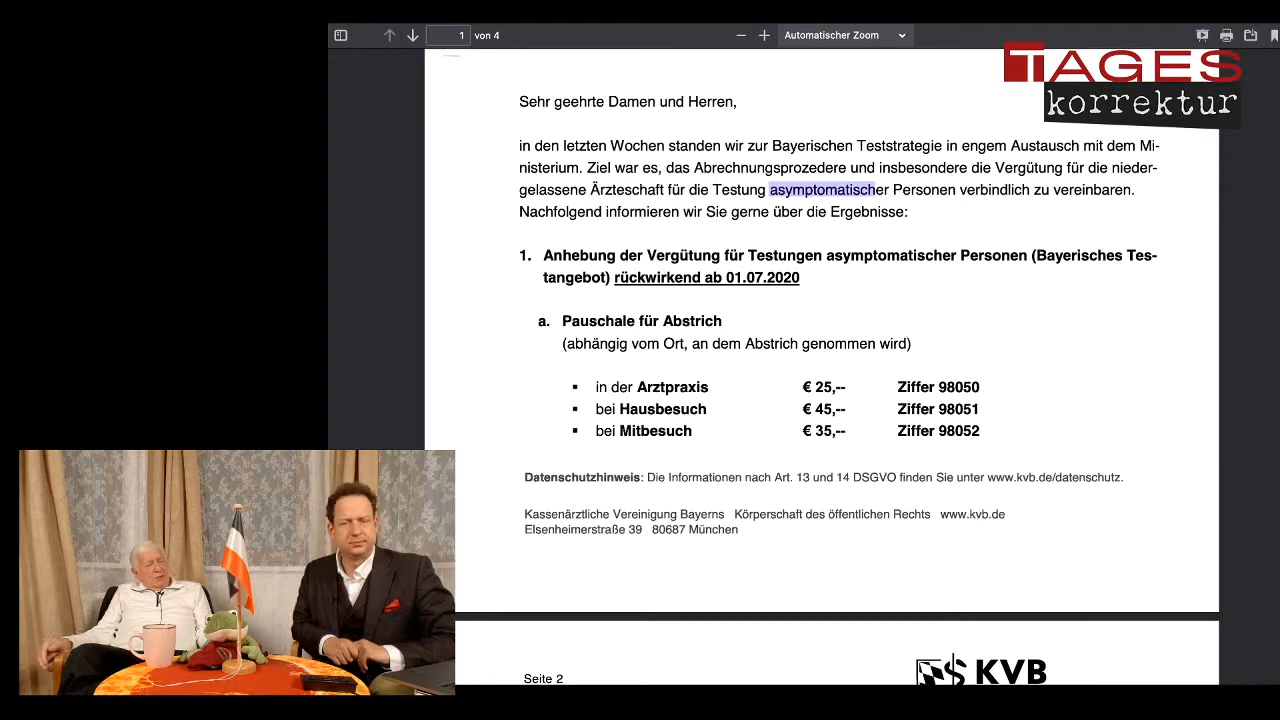 1 von 4 Automatischer Zoom
TAGES
korrektur
Sehr geehrte Damen und Herren,
in den letzten Wochen standen wir zur Bayerischen Teststrategie in engem Austausch mit dem Mi-
nisterium. Ziel war es, das Abrechnungsprozedere und insbesondere die Vergütung für die nieder-
gelassene Ärzteschaft für die Testung asymptomatischer Personen verbindlich zu vereinbaren.
Nachfolgend informieren wir Sie gerne über die Ergebnisse:
1. Anhebung der Vergütung für Testungen asymptomatischer Personen (Bayerisches Tes-
tangebot) rückwirkend ab 01.07.2020
a. Pauschale für Abstrich
(abhängig vom Ort, an dem Abstrich genommen wird)
▪ in der Arztpraxis € 25,-- Ziffer 98050
▪ bei Hausbesuch € 45,-- Ziffer 98051
▪ bei Mitbesuch € 35,-- Ziffer 98052
Datenschutzhinweis: Die Informationen nach Art. 13 und 14 DSGVO finden Sie unter www.kvb.de/datenschutz.
Kassenärztliche Vereinigung Bayerns Körperschaft des öffentlichen Rechts www.kvb.de
Elsenheimerstraße 39 80687 München
Seite 2
KVB